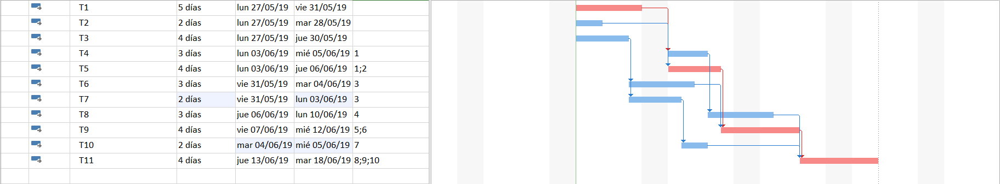 T1 5 días lun 27/05/19 vie 31/05/19
T2 2 días lun 27/05/19 mar 28/05/19
T3 4 días lun 27/05/19 jue 30/05/19
T4 3 días lun 03/06/19 mié 05/06/19 1
T5 4 días lun 03/06/19 jue 06/06/19 1;2
T6 3 días vie 31/05/19 mar 04/06/19 3
T7 2 días vie 31/05/19 lun 03/06/19 3
T8 3 días jue 06/06/19 lun 10/06/19 4
T9 4 días vie 07/06/19 mié 12/06/19 5;6
T10 2 días mar 04/06/19 mié 05/06/19 7
T11 4 días jue 13/06/19 mar 18/06/19 8;9;10